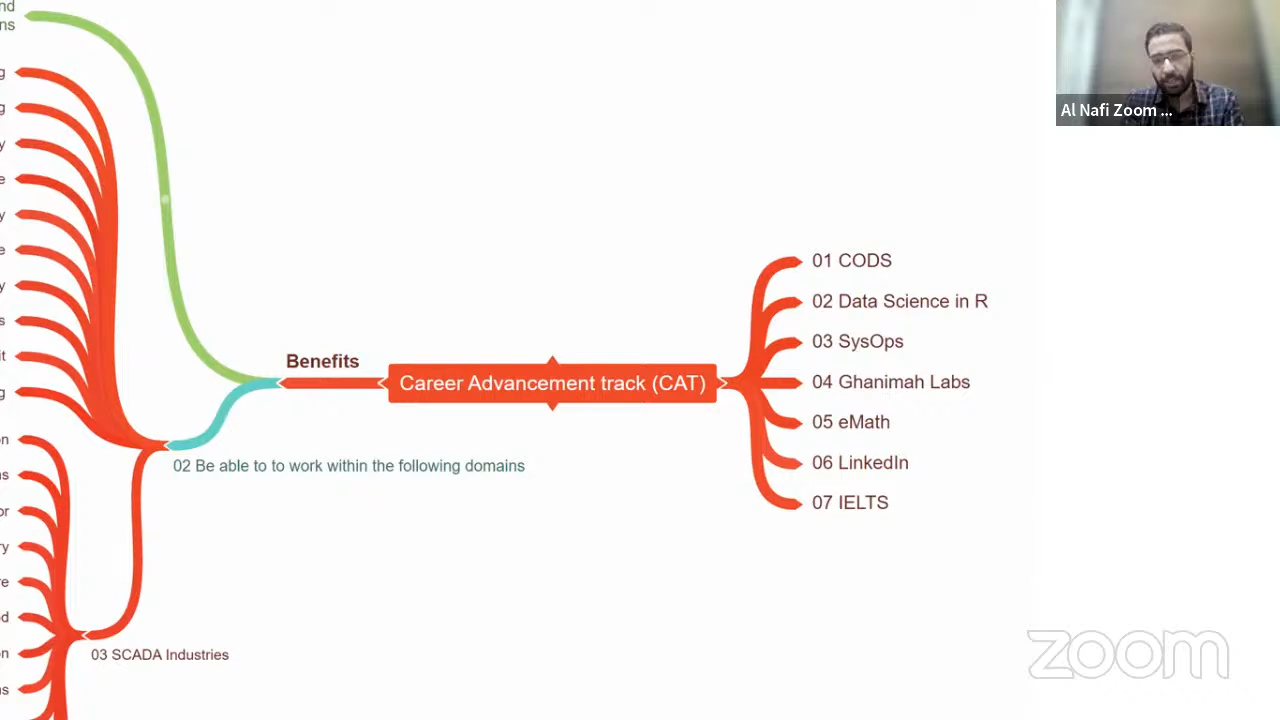 Al Nafi Zoom ...
01 CODS
02 Data Science in R
03 SysOps
04 Ghanimah Labs
05 eMath
06 LinkedIn
07 IELTS
Career Advancement track (CAT)
Benefits
02 Be able to to work within the following domains
03 SCADA Industries
zoom